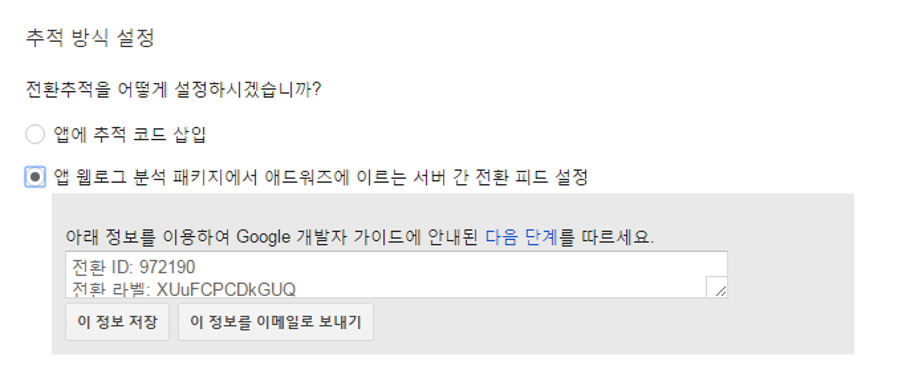 추적 방식 설정
전환추적을 어떻게 설정하시겠습니까?
앱에 추적 코드 삽입
앱 웹로그 분석 패키지에서 애드워즈에 이르는 서버 간 전환 피드 설정
아래 정보를 이용하여 Google 개발자 가이드에 안내된 다음 단계를 따르세요.
전환 ID: 972190
전환 라벨: XUuFCPCDkGUQ
이 정보 저장 이 정보를 이메일로 보내기